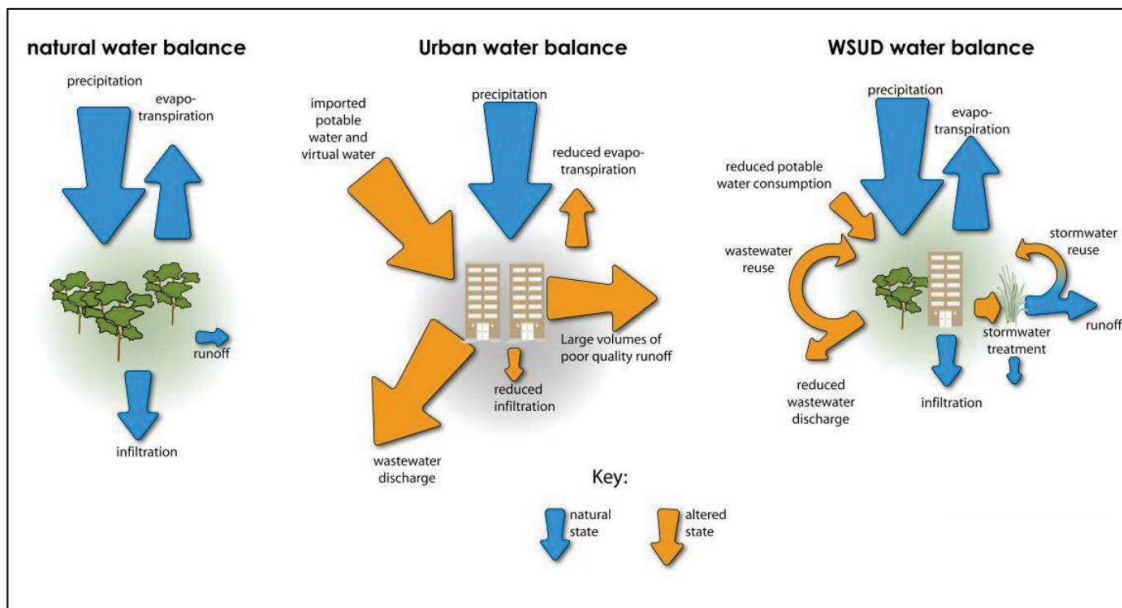 natural water balance
precipitation
evapo-
transpiration
runoff
infiltration
Urban water balance
imported
potable
water and
virtual water
precipitation
reduced evapo-
transpiration
Large volumes of
poor quality runoff
reduced
infiltration
wastewater
discharge
WSUD water balance
precipitation
evapo-
transpiration
reduced potable
water consumption
wastewater
reuse
stormwater
reuse
runoff
stormwater
treatment
reduced
wastewater
discharge
infiltration
Key:
natural
state
altered
state